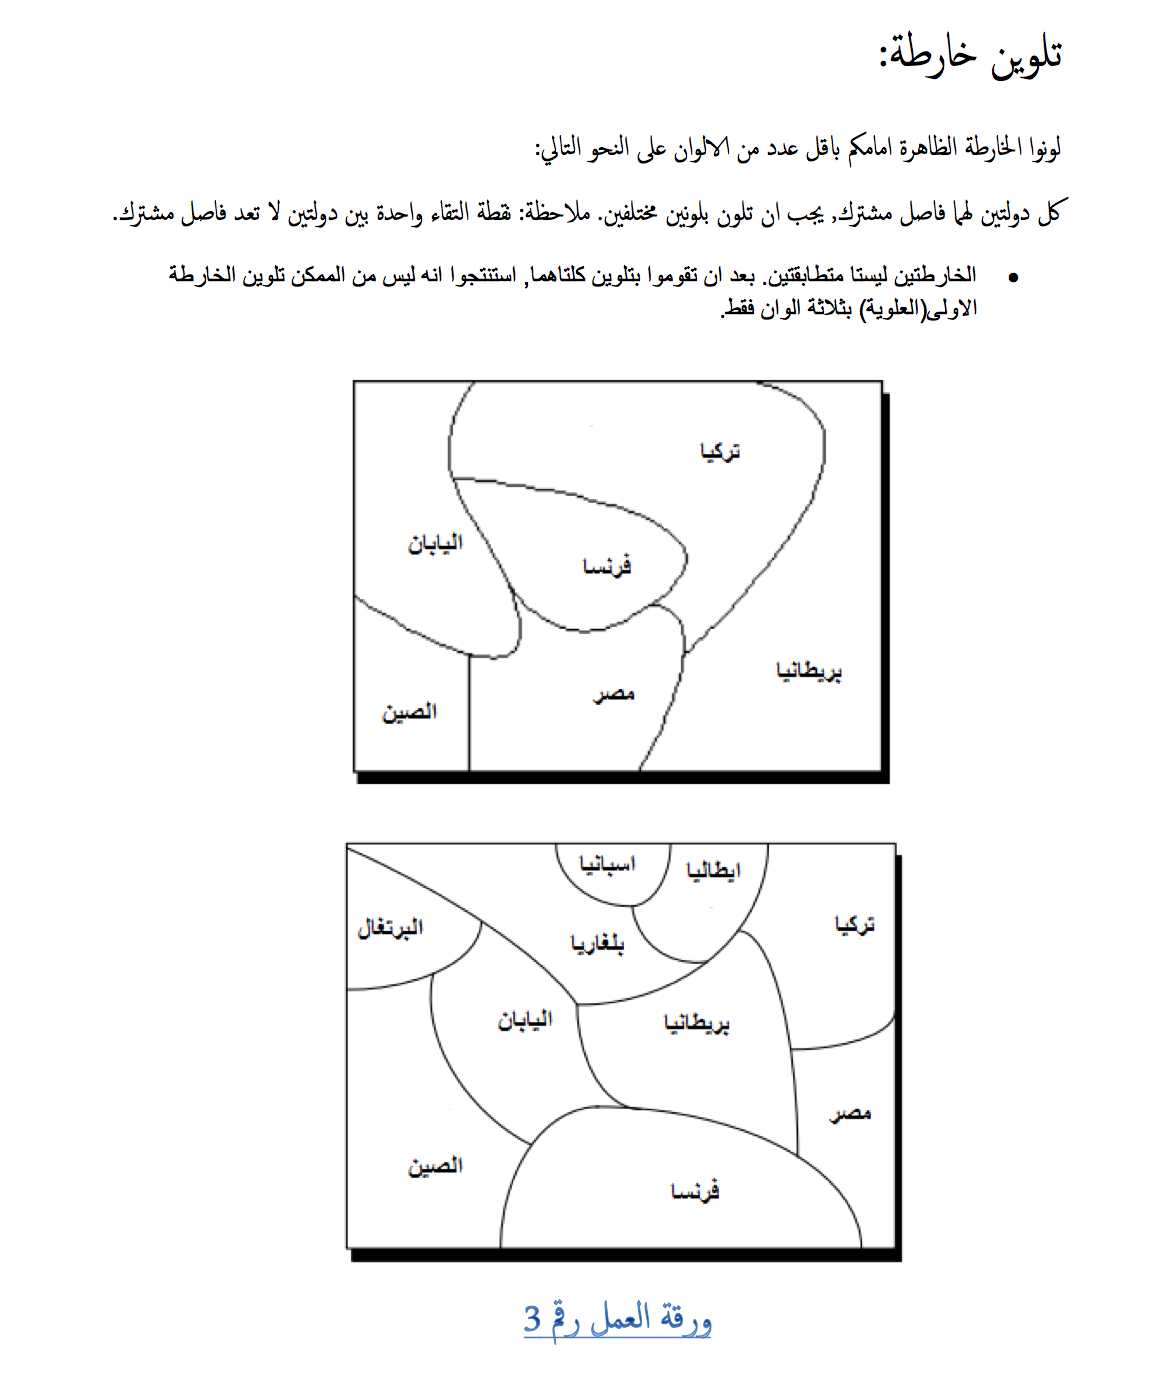 تلوين خارطة:
لونوا الخارطة الظاهرة امامكم باقل عدد من الالوان على النحو التالي:
كل دولتين لهما فاصل مشترك, يجب ان تلون بلونين مختلفين. ملاحظة: نقطة التقاء واحدة بين دولتين لا تعد فاصل مشترك.
• الخارطتين ليستا متطابقتين. بعد ان تقوموا بتلوين كلتاهما, استنتجوا انه ليس من الممكن تلوين الخارطة
الاولى(العلوية) بثلاثة الوان فقط.
تركيا
اليابان
فرنسا
بريطانيا
مصر
الصين
اسبانيا
ايطاليا
تركيا
البرتغال
بلغاريا
اليابان
بريطانيا
مصر
الصين
فرنسا
ورقة العمل رقم 3